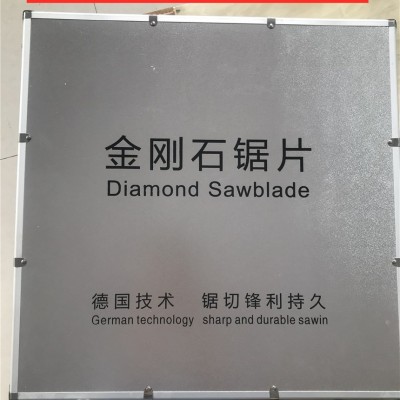 金刚石锯片
Diamond Sawblade
德国技术 锯切锋利持久
German technology sharp and durable sawin